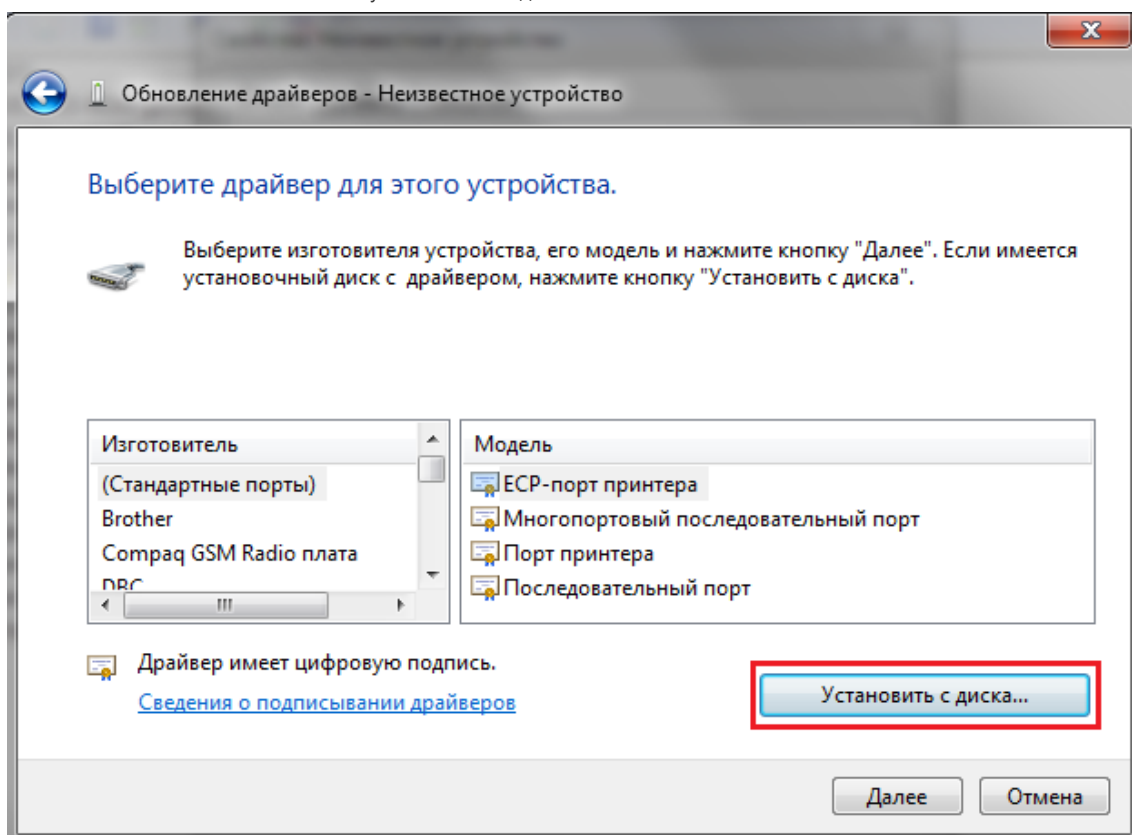 Обновление драйверов - Неизвестное устройство
Выберите драйвер для этого устройства.
Выберите изготовителя устройства, его модель и нажмите кнопку "Далее". Если имеется
установочный диск с драйвером, нажмите кнопку "Установить с диска".
Изготовитель
(Стандартные порты)
Brother
Compaq GSM Radio плата
Модель
ECP-порт принтера
Многопортовый последовательный порт
Порт принтера
Последовательный порт
Драйвер имеет цифровую подпись.
Сведения о подписывании драйверов
Установить с диска...
Далее
Отмена